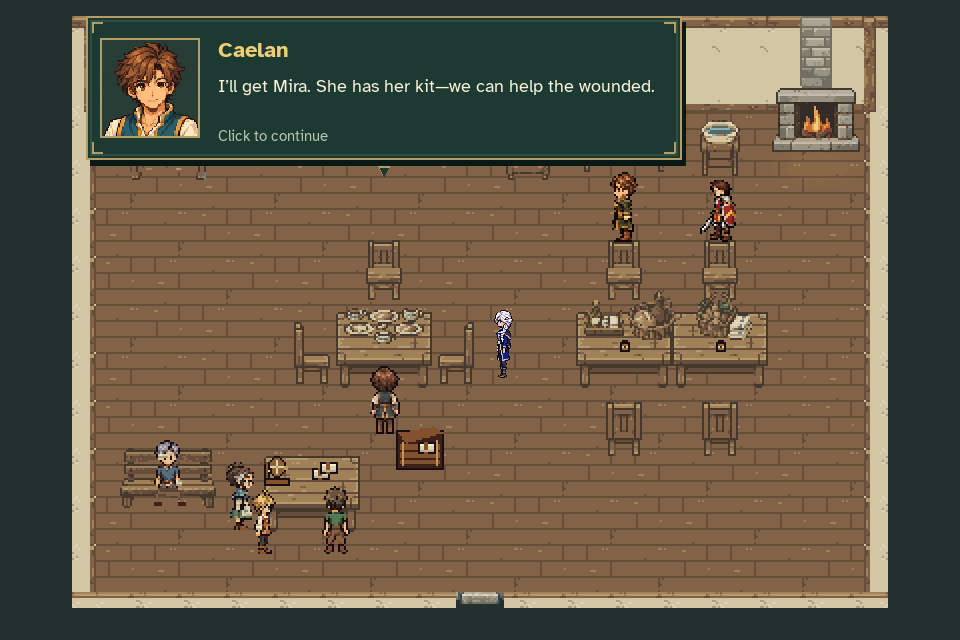 Caelan
I'll get Mira. She has her kit—we can help the wounded.
Click to continue